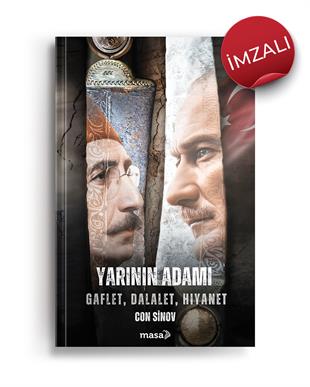 İMZALI
YARININ ADAMI
GAFLET, DALALET, HIYANET
CON SİNOV
masa